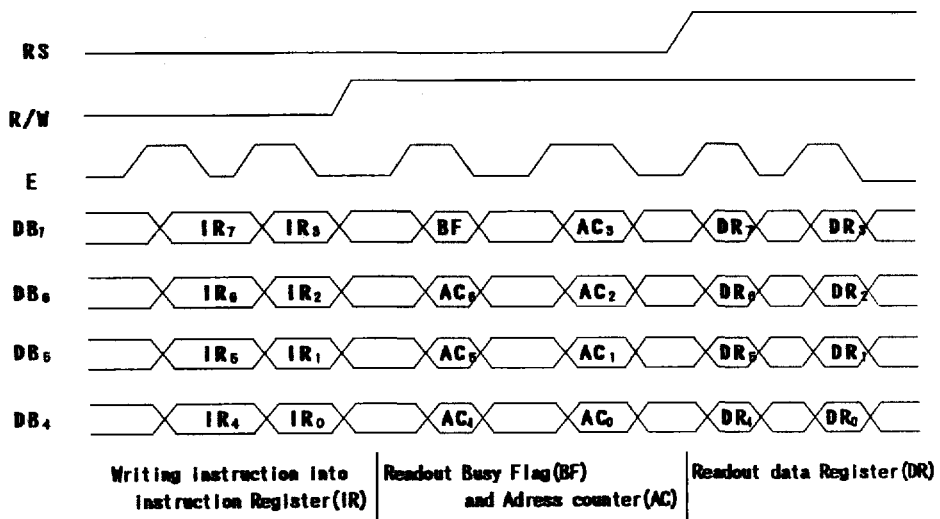 RS
R/W
E
DB₇ IR₇ IR₃ BF AC₃ DR₇ DR₃
DB₆ IR₆ IR₂ AC₆ AC₂ DR₆ DR₂
DB₅ IR₅ IR₁ AC₅ AC₁ DR₅ DR₁
DB₄ IR₄ IR₀ AC₄ AC₀ DR₄ DR₀
Writing instruction into
instruction Register(IR)
Readout Busy Flag(BF)
and Adress counter(AC)
Readout data Register(DR)